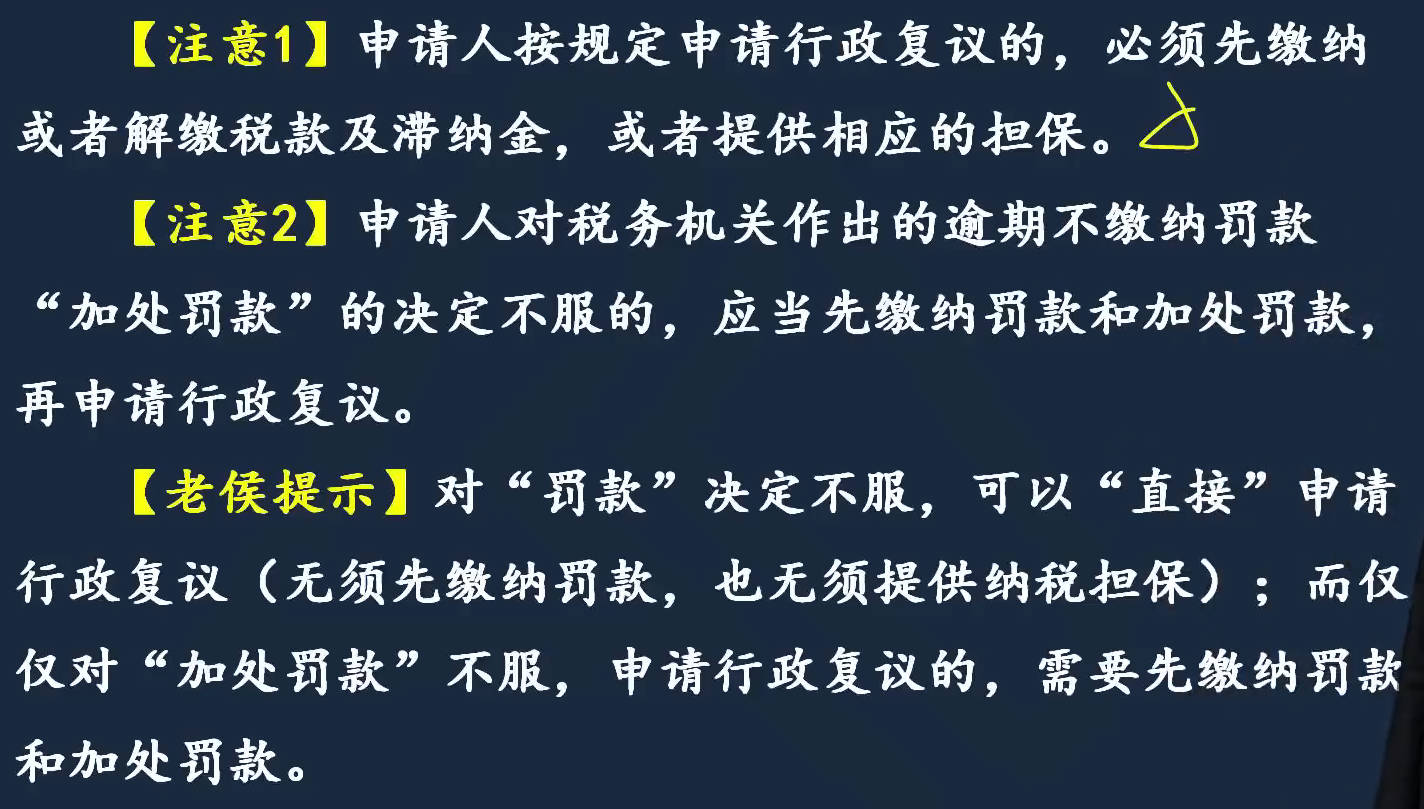 【注意1】申请人按规定申请行政复议的，必须先缴纳
或者解缴税款及滞纳金，或者提供相应的担保。
【注意2】申请人对税务机关作出的逾期不缴纳罚款
“加处罚款”的决定不服的，应当先缴纳罚款和加处罚款，
再申请行政复议。
【老侯提示】对“罚款”决定不服，可以“直接”申请
行政复议（无须先缴纳罚款，也无须提供纳税担保）；而仅
仅对“加处罚款”不服，申请行政复议的，需要先缴纳罚款
和加处罚款。